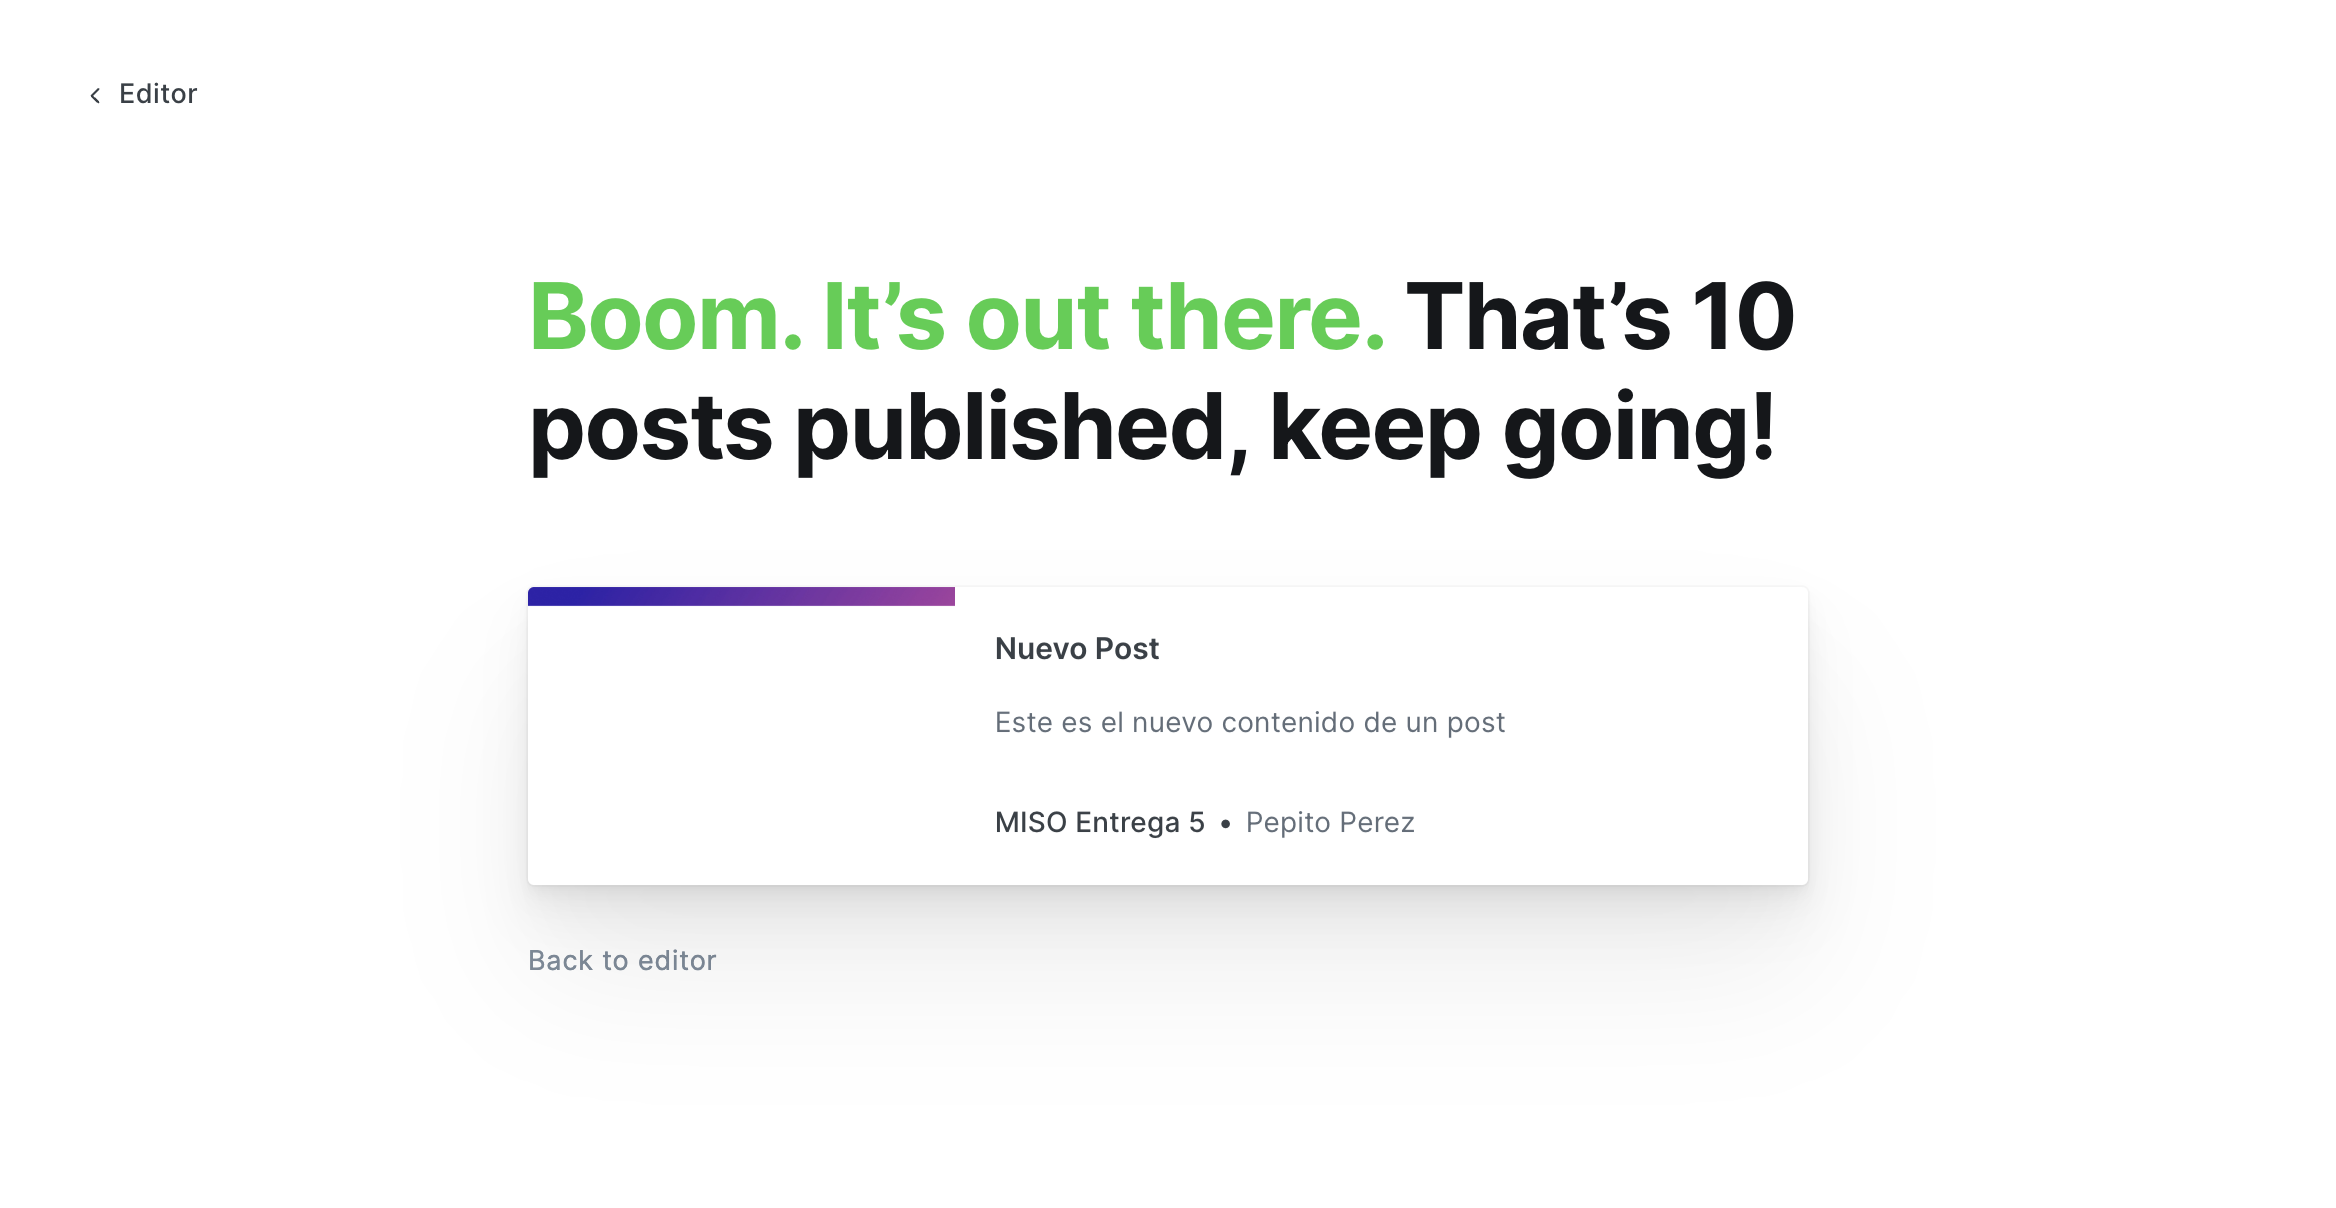 Editor
Boom. It’s out there. That’s 10
posts published, keep going!
Nuevo Post
Este es el nuevo contenido de un post
MISO Entrega 5 • Pepito Perez
Back to editor